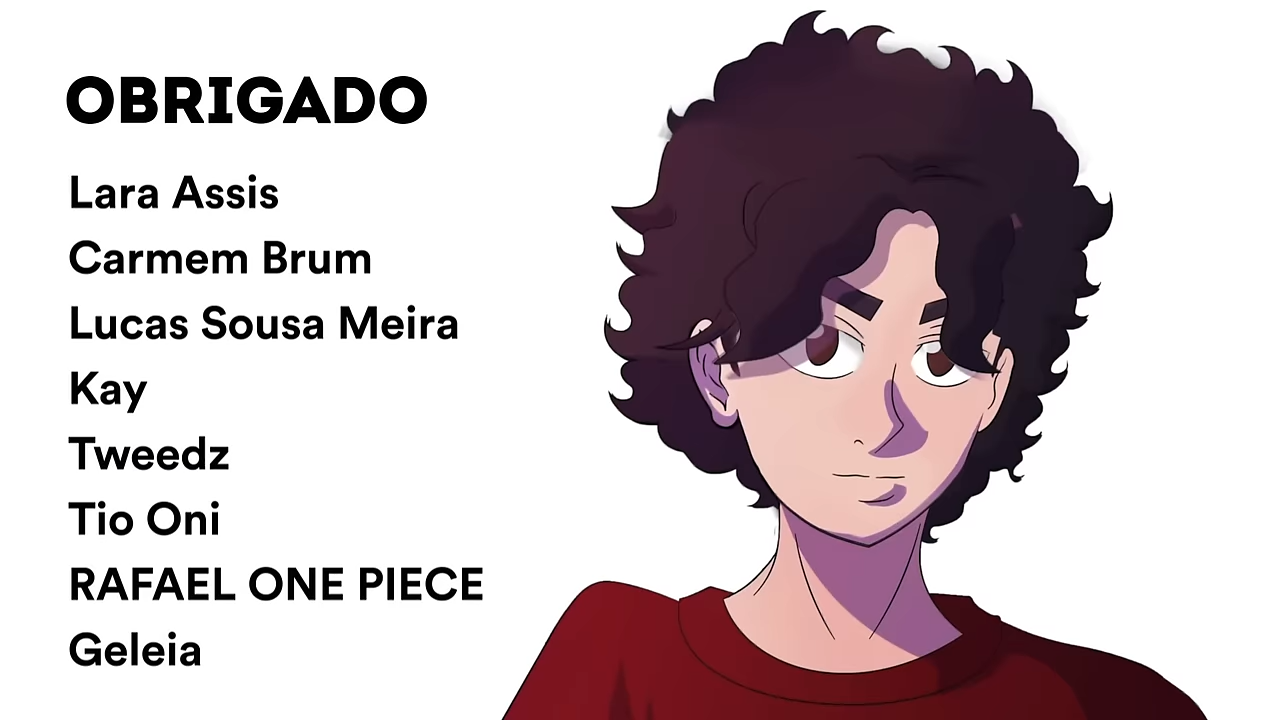 OBRIGADO
Lara Assis
Carmem Brum
Lucas Sousa Meira
Kay
Tweedz
Tio Oni
RAFAEL ONE PIECE
Geleia